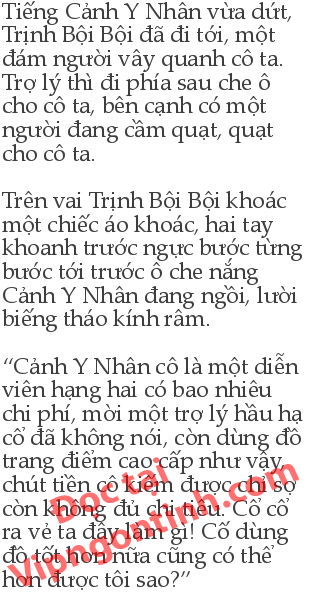 Tiếng Cảnh Y Nhân vừa dứt,
Trịnh Bội Bội đã đi tới, một
đám người vây quanh cô ta.
Trợ lý thì đi phía sau che ô
cho cô ta, bên cạnh có một
người đang cầm quạt, quạt
cho cô ta.
Trên vai Trịnh Bội Bội khoác
một chiếc áo khoác, hai tay
khoanh trước ngực bước từng
bước tới trước ô che nắng
Cảnh Y Nhân đang ngồi, lười
biếng tháo kính râm.
“Cảnh Y Nhân cô là một diễn
viên hạng hai có bao nhiêu
chi phí, mời một trợ lý hầu hạ
cổ đã không nói, còn dùng đồ
trang điểm cao cấp như vậy,
chút tiền cô kiếm được chỉ sợ
còn không đủ chi tiêu. Cổ cổ
ra vẻ ta đây làm gì! Cố dùng
đồ tốt hơn nữa cũng có thể
hơn được tôi sao?”
Đọc tại
Vipngontinh.com